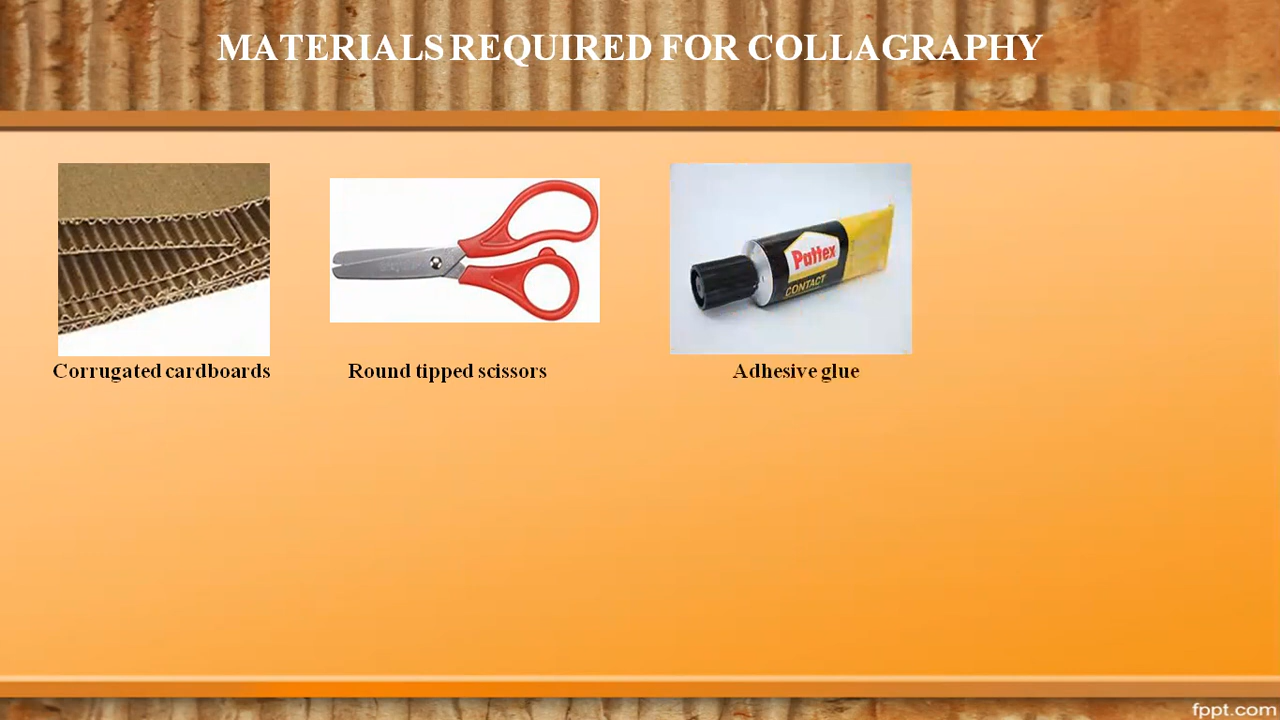 MATERIALS REQUIRED FOR COLLAGRAPHY
Pattex
CONTACT
Corrugated cardboards
Round tipped scissors
Adhesive glue
fppt.com